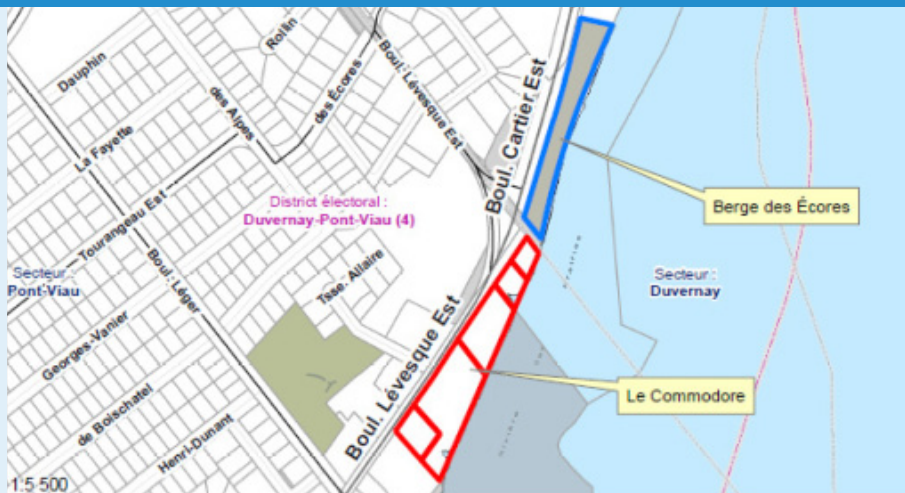 Rollin
Dauphin
des Écores
Boul. Lévesque Est
Boul. Cartier Est
des Alpes
La Fayette
District électoral :
Duvernay-Pont-Viau (4)
Berge des Écores
Tourangeau Est
Secteur :
Pont-Viau
Boul. Léger
Tsse. Allaire
Secteur :
Duvernay
Georges-Vanier
Boul. Lévesque Est
Le Commodore
de Boischatel
Henri-Dunant
1:5 500